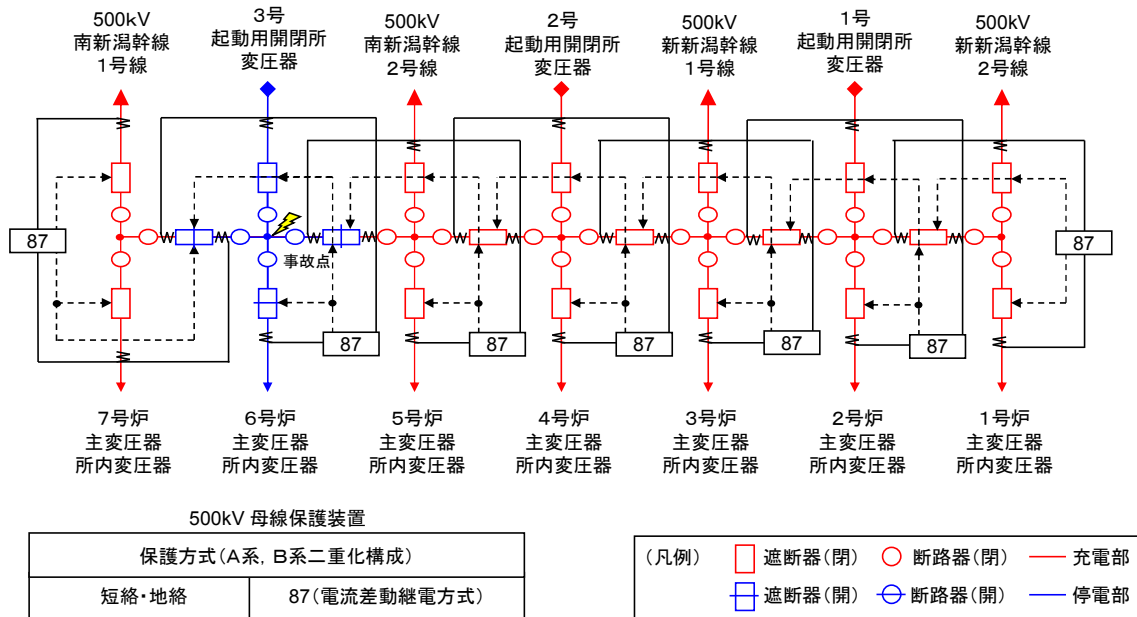 500kV
南新潟幹線
1号線
3号
起動用開閉所
変圧器
500kV
南新潟幹線
2号線
2号
起動用開閉所
変圧器
500kV
新新潟幹線
1号線
1号
起動用開閉所
変圧器
500kV
新新潟幹線
2号線
87
事故点
87
87
87
87
87
87
7号炉
主変圧器
所内変圧器
6号炉
主変圧器
所内変圧器
5号炉
主変圧器
所内変圧器
4号炉
主変圧器
所内変圧器
3号炉
主変圧器
所内変圧器
2号炉
主変圧器
所内変圧器
1号炉
主変圧器
所内変圧器
500kV 母線保護装置
保護方式(A系, B系二重化構成)
短絡・地絡
87(電流差動継電方式)
(凡例)
遮断器(閉)
断路器(閉)
充電部
遮断器(開)
断路器(開)
停電部